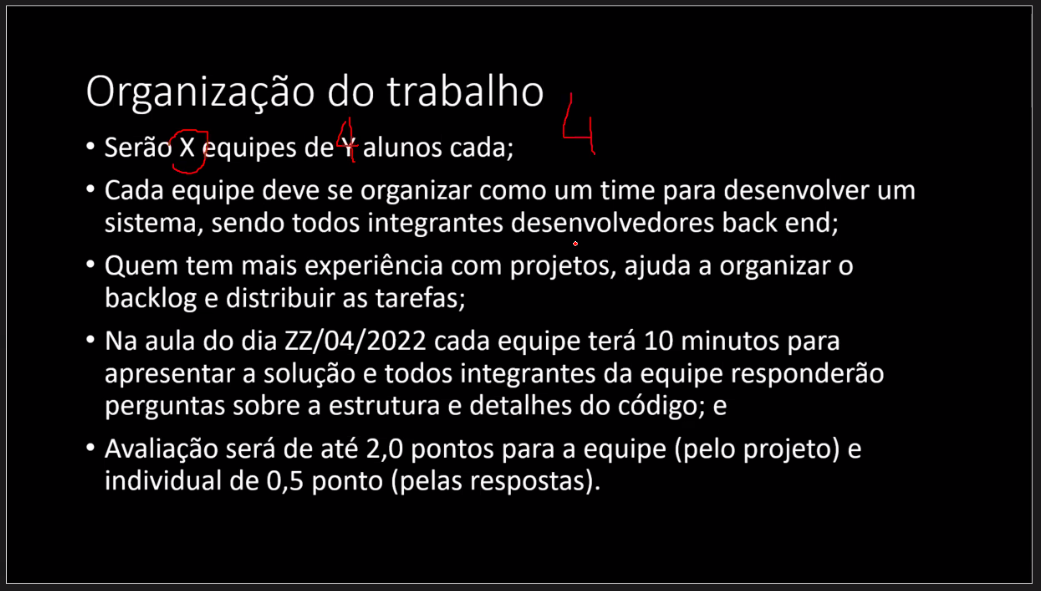 Organização do trabalho
4
4
• Serão X equipes de Y alunos cada;
• Cada equipe deve se organizar como um time para desenvolver um
sistema, sendo todos integrantes desenvolvedores back end;
• Quem tem mais experiência com projetos, ajuda a organizar o
backlog e distribuir as tarefas;
• Na aula do dia ZZ/04/2022 cada equipe terá 10 minutos para
apresentar a solução e todos integrantes da equipe responderão
perguntas sobre a estrutura e detalhes do código; e
• Avaliação será de até 2,0 pontos para a equipe (pelo projeto) e
individual de 0,5 ponto (pelas respostas).